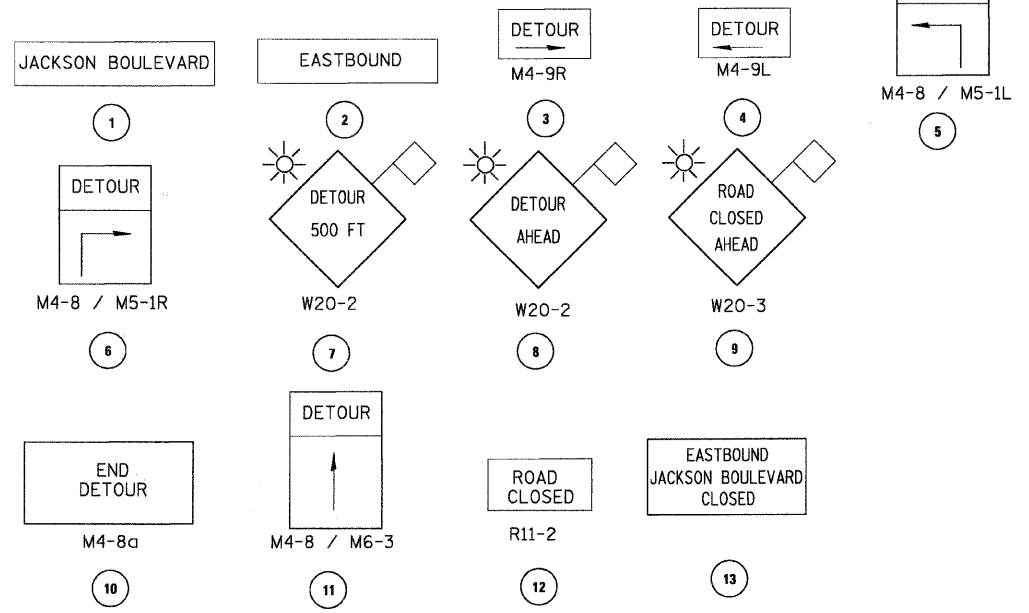 JACKSON BOULEVARD
1
EASTBOUND
2
DETOUR
M4-9R
3
DETOUR
M4-9L
4
M4-8 / M5-1L
5
DETOUR
M4-8 / M5-1R
6
DETOUR
500 FT
W20-2
7
DETOUR
AHEAD
W20-2
8
ROAD
CLOSED
AHEAD
W20-3
9
END
DETOUR
M4-8a
10
DETOUR
M4-8 / M6-3
11
ROAD
CLOSED
R11-2
12
EASTBOUND
JACKSON BOULEVARD
CLOSED
13